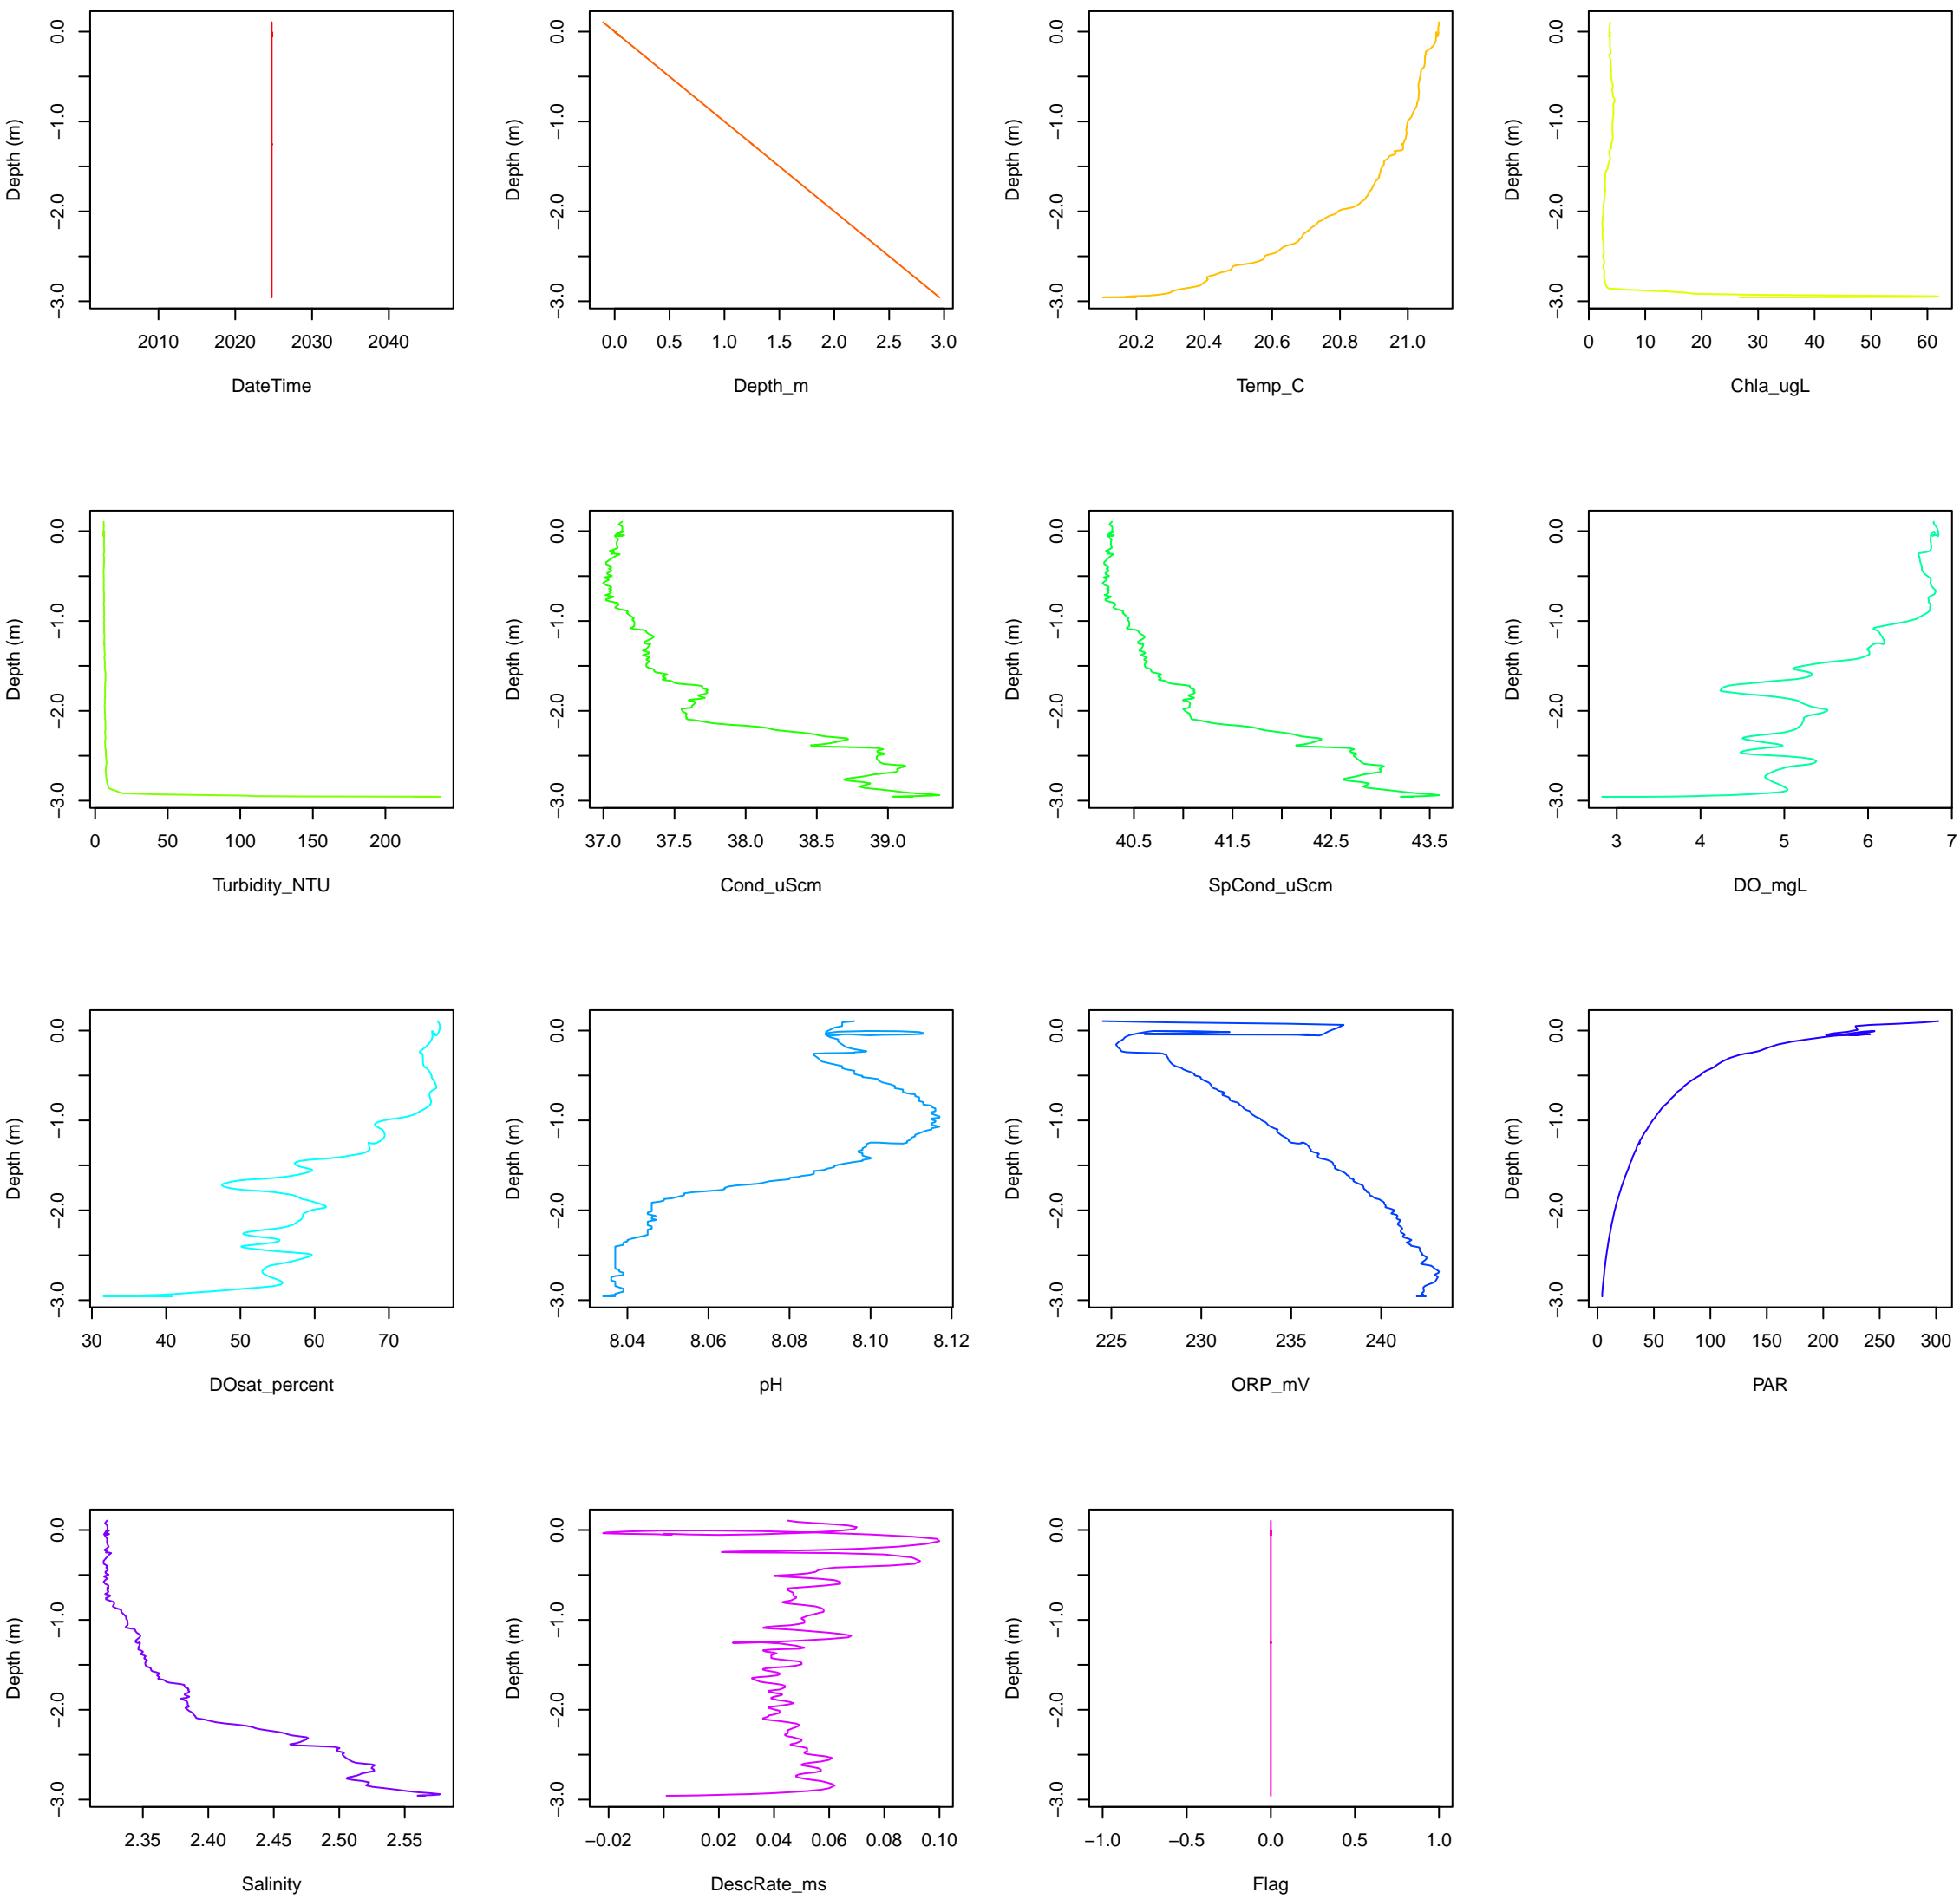 Depth (m)
0.0
−1.0
−2.0
−3.0
2010 2020 2030 2040
DateTime
Depth (m)
0.0
−1.0
−2.0
−3.0
0.0 0.5 1.0 1.5 2.0 2.5 3.0
Depth_m
Depth (m)
0.0
−1.0
−2.0
−3.0
20.2 20.4 20.6 20.8 21.0
Temp_C
Depth (m)
0.0
−1.0
−2.0
−3.0
0 10 20 30 40 50 60
Chla_ugL
Depth (m)
0.0
−1.0
−2.0
−3.0
0 50 100 150 200
Turbidity_NTU
Depth (m)
0.0
−1.0
−2.0
−3.0
37.0 37.5 38.0 38.5 39.0
Cond_uScm
Depth (m)
0.0
−1.0
−2.0
−3.0
40.5 41.5 42.5 43.5
SpCond_uScm
Depth (m)
0.0
−1.0
−2.0
−3.0
3 4 5 6 7
DO_mgL
Depth (m)
0.0
−1.0
−2.0
−3.0
30 40 50 60 70
DOsat_percent
Depth (m)
0.0
−1.0
−2.0
−3.0
8.04 8.06 8.08 8.10 8.12
pH
Depth (m)
0.0
−1.0
−2.0
−3.0
225 230 235 240
ORP_mV
Depth (m)
0.0
−1.0
−2.0
−3.0
0 50 100 150 200 250 300
PAR
Depth (m)
0.0
−1.0
−2.0
−3.0
2.35 2.40 2.45 2.50 2.55
Salinity
Depth (m)
0.0
−1.0
−2.0
−3.0
−0.02 0.02 0.04 0.06 0.08 0.10
DescRate_ms
Depth (m)
0.0
−1.0
−2.0
−3.0
−1.0 −0.5 0.0 0.5 1.0
Flag